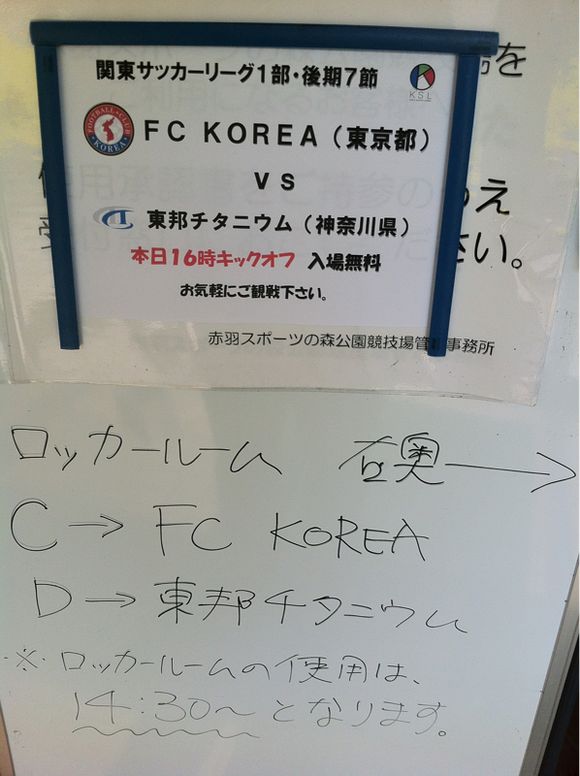 関東サッカーリーグ1部・後期7節
KSL
FOOTBALL CLUB KOREA
FC KOREA(東京都)
VS
東邦チタニウム(神奈川県)
本日16時キックオフ 入場無料
お気軽にご観戦下さい。
赤羽スポーツの森公園競技場管 事務所
ロッカールーム 右奥→
C→FC KOREA
D→東邦チタニウム
※ロッカールームの使用は、
14:30~となります。